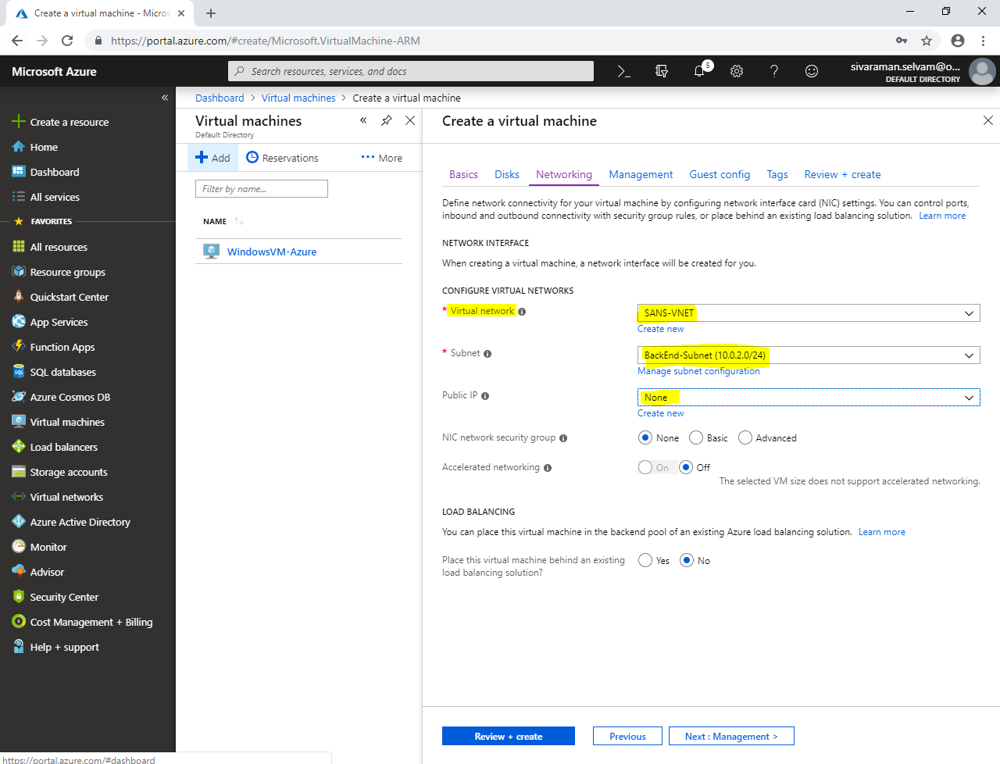 Create a virtual machine - Micros
https://portal.azure.com/#create/Microsoft.VirtualMachine-ARM
Microsoft Azure
Search resources, services, and docs
5
sivaraman.selvam@o...
DEFAULT DIRECTORY
Create a resource
Home
Dashboard
All services
FAVORITES
All resources
Resource groups
Quickstart Center
App Services
Function Apps
SQL databases
Azure Cosmos DB
Virtual machines
Load balancers
Storage accounts
Virtual networks
Azure Active Directory
Monitor
Advisor
Security Center
Cost Management + Billing
Help + support
https://portal.azure.com/#dashboard
Dashboard > Virtual machines > Create a virtual machine
Virtual machines
Default Directory
Add Reservations ••• More
Filter by name...
NAME
WindowsVM-Azure
Create a virtual machine
Basics Disks Networking Management Guest config Tags Review + create
Define network connectivity for your virtual machine by configuring network interface card (NIC) settings. You can control ports,
inbound and outbound connectivity with security group rules, or place behind an existing load balancing solution. Learn more
NETWORK INTERFACE
When creating a virtual machine, a network interface will be created for you.
CONFIGURE VIRTUAL NETWORKS
* Virtual network SANS-VNET
Create new
* Subnet BackEnd-Subnet (10.0.2.0/24)
Manage subnet configuration
Public IP None
Create new
NIC network security group None Basic Advanced
Accelerated networking On Off
The selected VM size does not support accelerated networking.
LOAD BALANCING
You can place this virtual machine in the backend pool of an existing Azure load balancing solution. Learn more
Place this virtual machine behind an existing Yes No
load balancing solution?
Review + create Previous Next : Management >